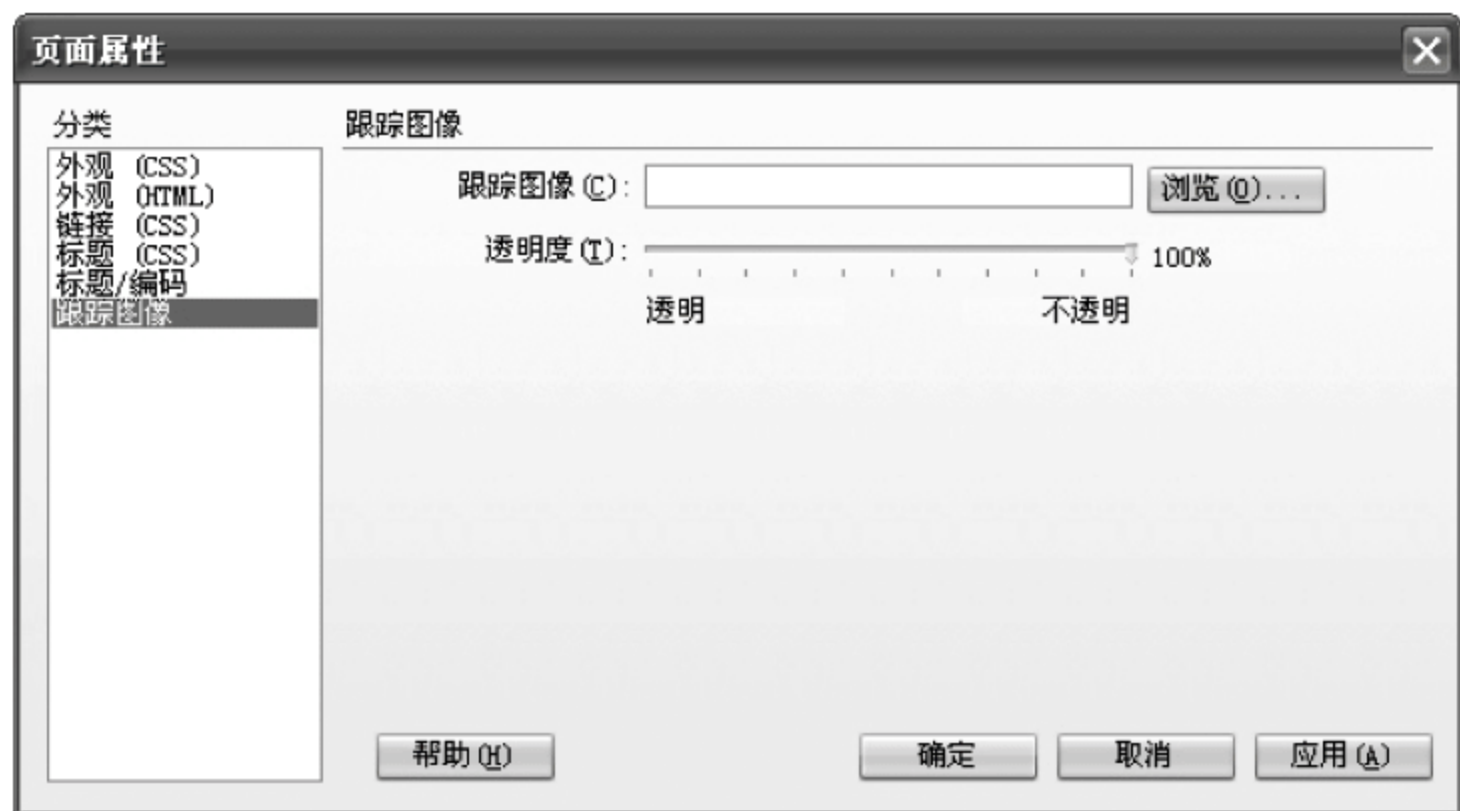 页面属性
分类
外观 (CSS)
外观 (HTML)
链接 (CSS)
标题 (CSS)
标题/编码
跟踪图像
跟踪图像
跟踪图像(C): 浏览(O)...
透明度(T): 100%
透明 不透明
帮助(H) 确定 取消 应用(A)